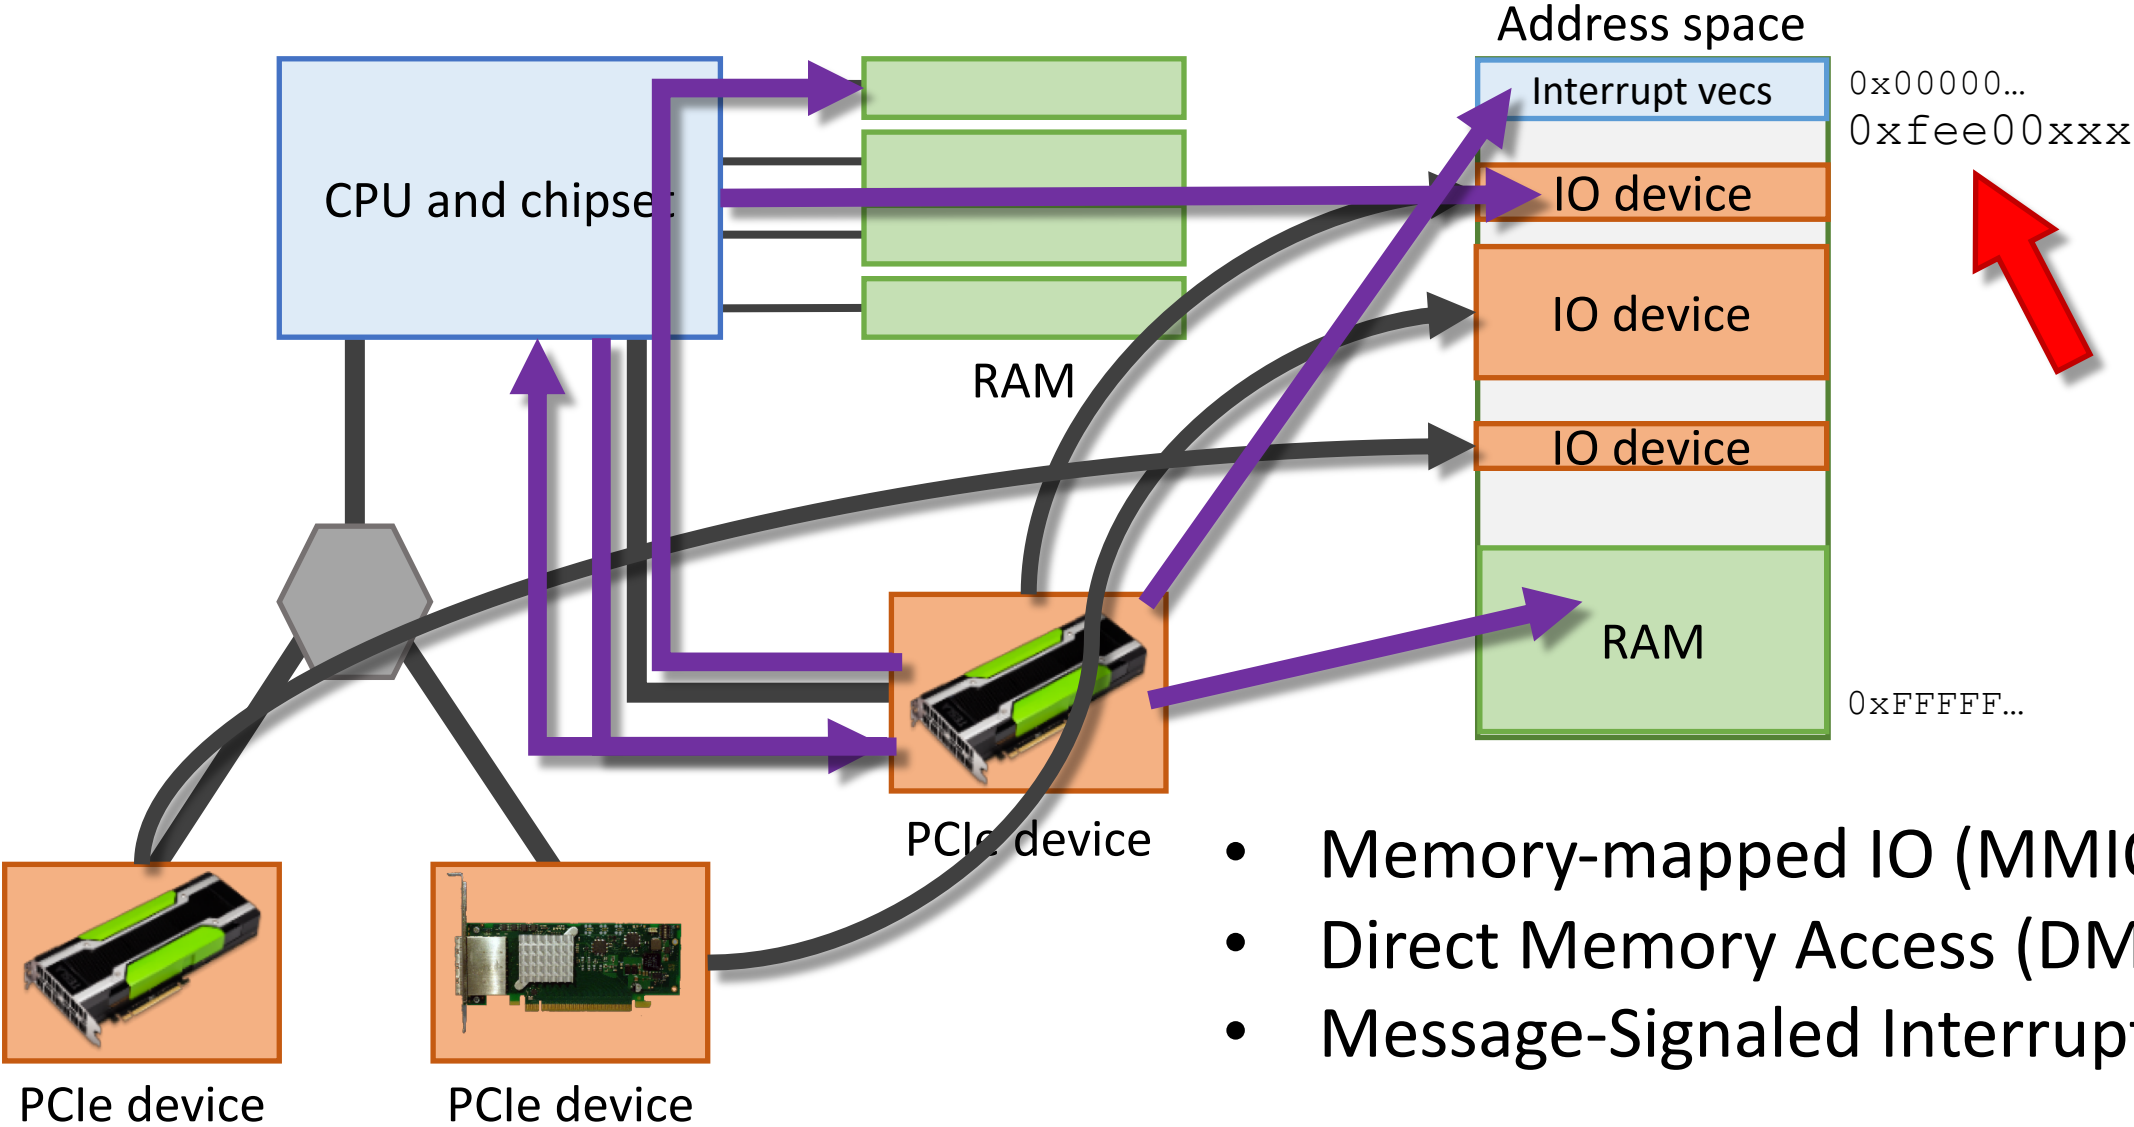 Address space
Interrupt vecs
0x00000…
0xfee00xxx
CPU and chipset
IO device
IO device
RAM
IO device
RAM
0xFFFFF…
PCIe device
• Memory-mapped IO (MMIO
• Direct Memory Access (DM
• Message-Signaled Interrupt
PCIe device
PCIe device